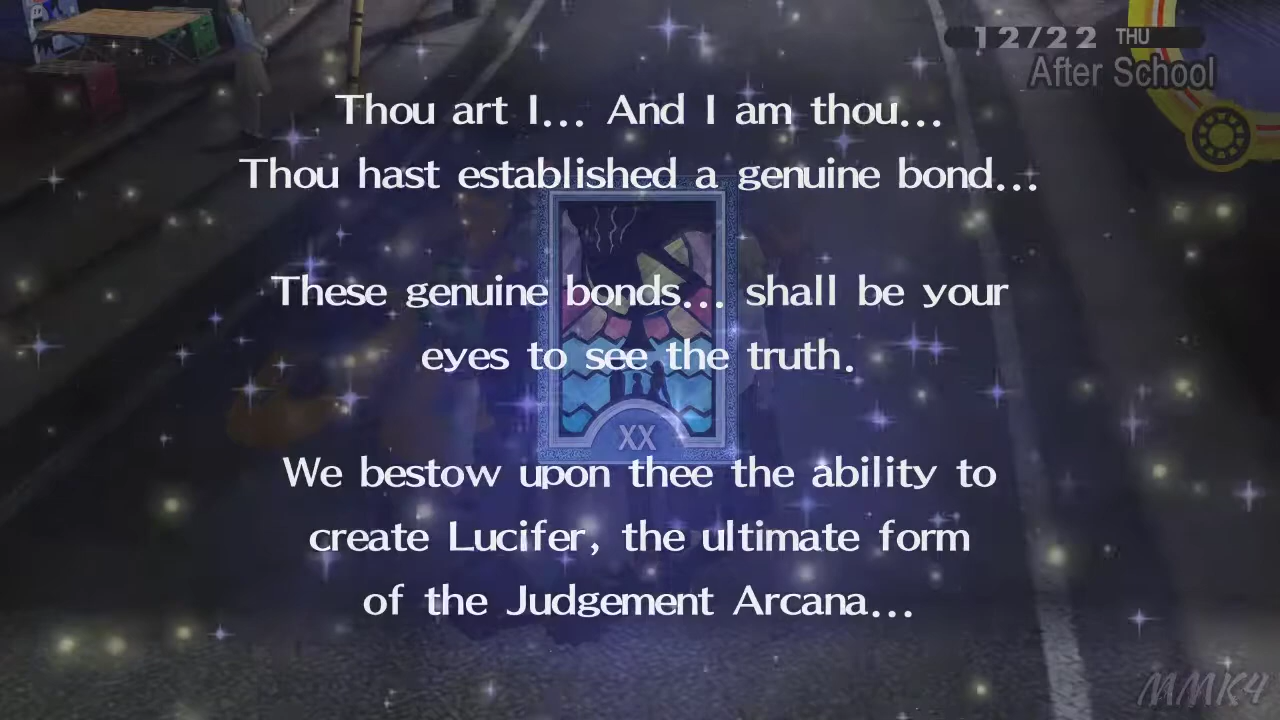 12/22 THU
After School
Thou art I... And I am thou...
Thou hast established a genuine bond...
These genuine bonds... shall be your
eyes to see the truth.
XX
We bestow upon thee the ability to
create Lucifer, the ultimate form
of the Judgement Arcana...
MMK4